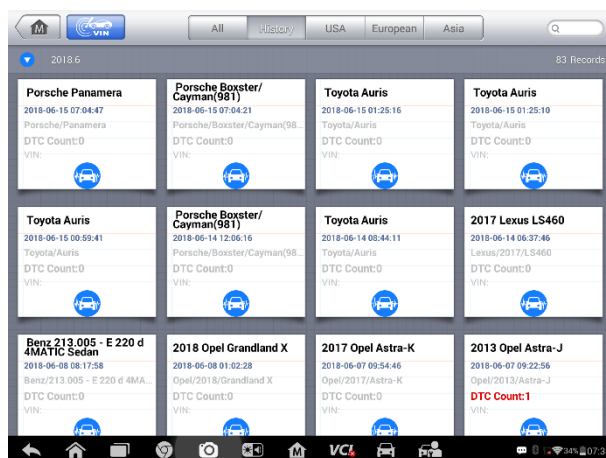 M
VIN
All
History
USA
European
Asia
2018.6
83 Records
Porsche Panamera
2018-06-15 07:04:47
Porsche/Panamera
DTC Count:0
VIN:
Porsche Boxster/
Cayman(981)
2018-06-15 07:04:21
Porsche/Boxster/Cayman(98...
DTC Count:0
VIN:
Toyota Auris
2018-06-15 01:25:16
Toyota/Auris
DTC Count:0
VIN:
Toyota Auris
2018-06-15 01:25:10
Toyota/Auris
DTC Count:0
VIN:
Toyota Auris
2018-06-15 00:59:41
Toyota/Auris
DTC Count:0
VIN:
Porsche Boxster/
Cayman(981)
2018-06-14 12:06:16
Porsche/Boxster/Cayman(98...
DTC Count:0
VIN:
Toyota Auris
2018-06-14 08:44:11
Toyota/Auris
DTC Count:0
VIN:
2017 Lexus LS460
2018-06-14 06:37:46
Lexus/2017/LS460
DTC Count:0
VIN:
Benz 213.005 - E 220 d
4MATIC Sedan
2018-06-08 08:17:58
Benz/213.005 - E 220 d 4MA...
DTC Count:0
VIN:
2018 Opel Grandland X
2018-06-08 01:02:28
Opel/2018/Grandland X
DTC Count:0
VIN:
2017 Opel Astra-K
2018-06-07 09:54:46
Opel/2017/Astra-K
DTC Count:0
VIN:
2013 Opel Astra-J
2018-06-07 09:22:56
Opel/2013/Astra-J
DTC Count:1
VIN:
M
VCI
34%
07:3